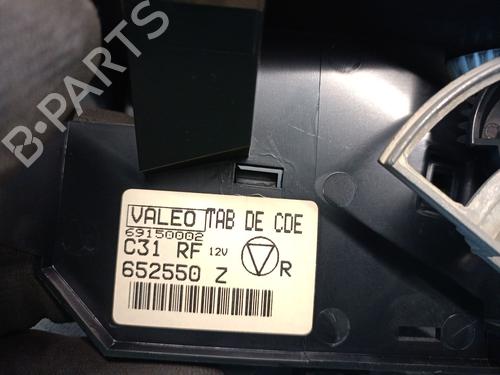 B-PARTS
VALEO TAB DE CDE
69150002
C31 RF 12V
R
652550 Z